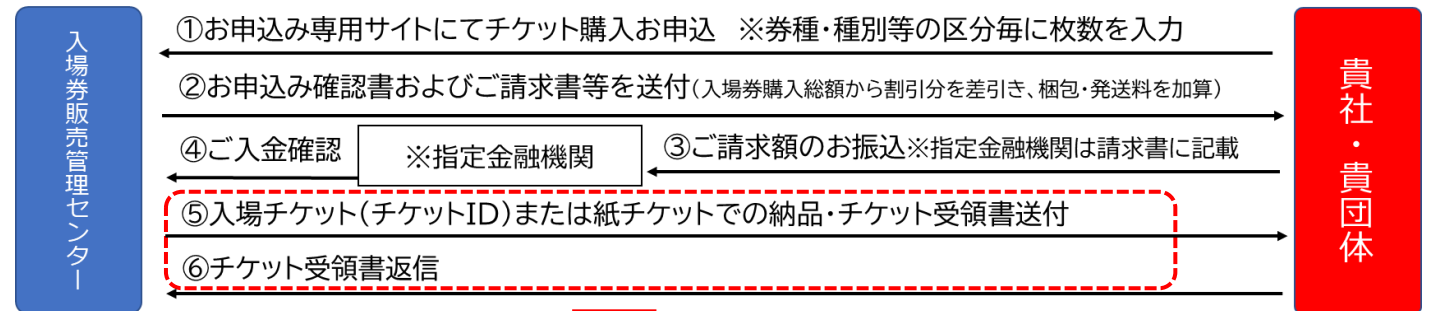 入場券販売管理センター
①お申込み専用サイトにてチケット購入お申込　※券種・種別等の区分毎に枚数を入力
②お申込み確認書およびご請求書等を送付(入場券購入総額から割引分を差引き、梱包・発送料を加算)
④ご入金確認
※指定金融機関
③ご請求額のお振込※指定金融機関は請求書に記載
⑤入場チケット(チケットID)または紙チケットでの納品・チケット受領書送付
⑥チケット受領書返信
貴社・貴団体